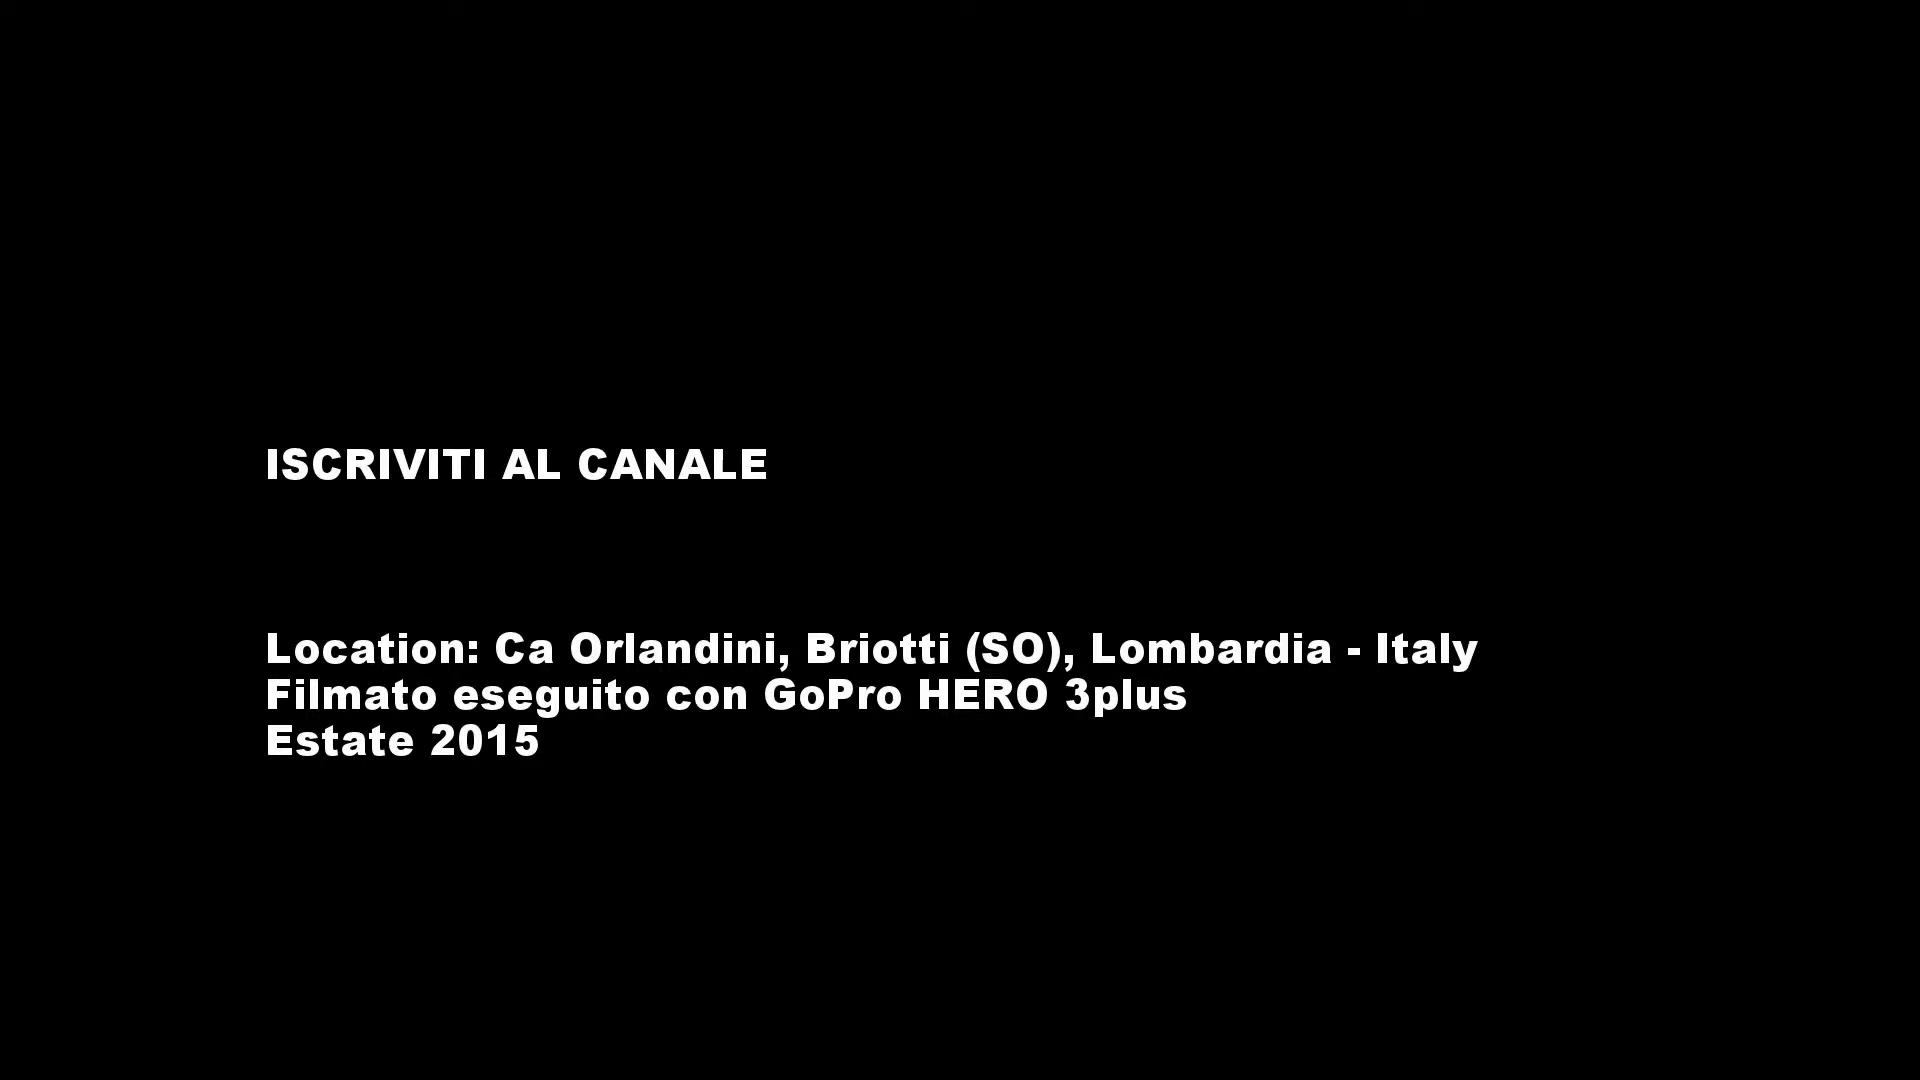 ISCRIVITI AL CANALE
Location: Ca Orlandini, Briotti (SO), Lombardia - Italy
Filmato eseguito con GoPro HERO 3plus
Estate 2015